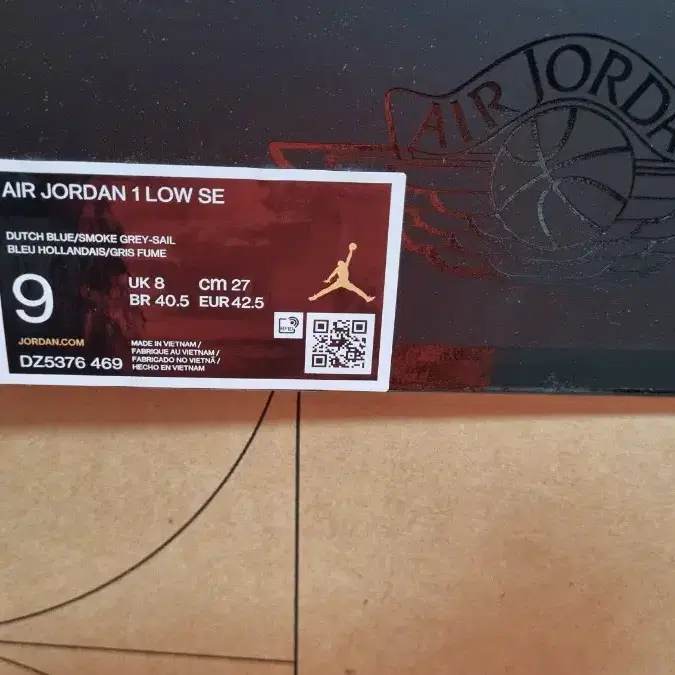 AIR JORDA
AIR JORDAN 1 LOW SE
DUTCH BLUE/SMOKE GREY-SAIL
BLEU HOLLANDAIS/GRIS FUME
9
UK 8 cm 27
BR 40.5 EUR 42.5
JORDAN.COM
DZ5376 469
MADE IN VIETNAM /
FABRIQUE AU VIETNAM /
FABRICADO NO VIETNÃ /
HECHO EN VIETNAM